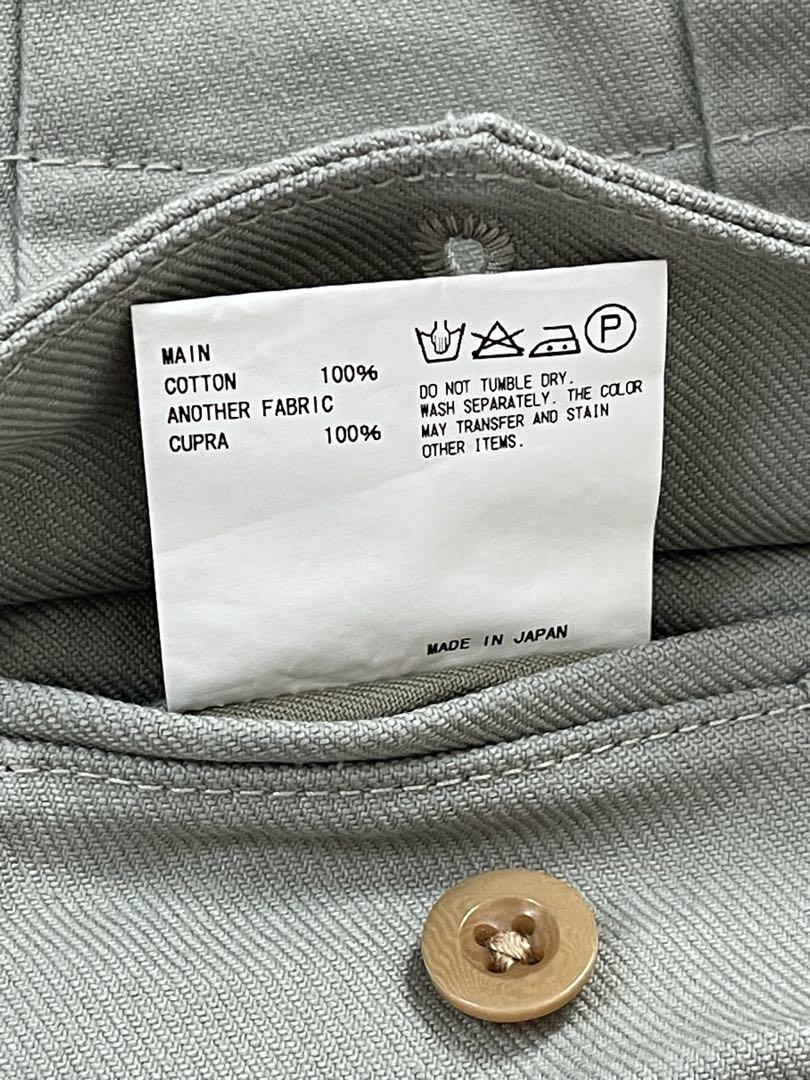 MAIN
COTTON 100%
ANOTHER FABRIC
CUPRA 100%
P
DO NOT TUMBLE DRY.
WASH SEPARATELY. THE COLOR
MAY TRANSFER AND STAIN
OTHER ITEMS.
MADE IN JAPAN